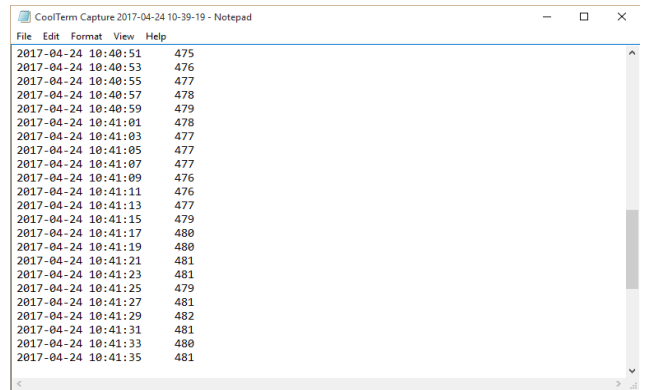 CoolTerm Capture 2017-04-24 10-39-19 - Notepad
File Edit Format View Help
2017-04-24 10:40:51 475
2017-04-24 10:40:53 476
2017-04-24 10:40:55 477
2017-04-24 10:40:57 478
2017-04-24 10:40:59 479
2017-04-24 10:41:01 478
2017-04-24 10:41:03 477
2017-04-24 10:41:05 477
2017-04-24 10:41:07 477
2017-04-24 10:41:09 476
2017-04-24 10:41:11 476
2017-04-24 10:41:13 477
2017-04-24 10:41:15 479
2017-04-24 10:41:17 480
2017-04-24 10:41:19 480
2017-04-24 10:41:21 481
2017-04-24 10:41:23 481
2017-04-24 10:41:25 479
2017-04-24 10:41:27 481
2017-04-24 10:41:29 482
2017-04-24 10:41:31 481
2017-04-24 10:41:33 480
2017-04-24 10:41:35 481